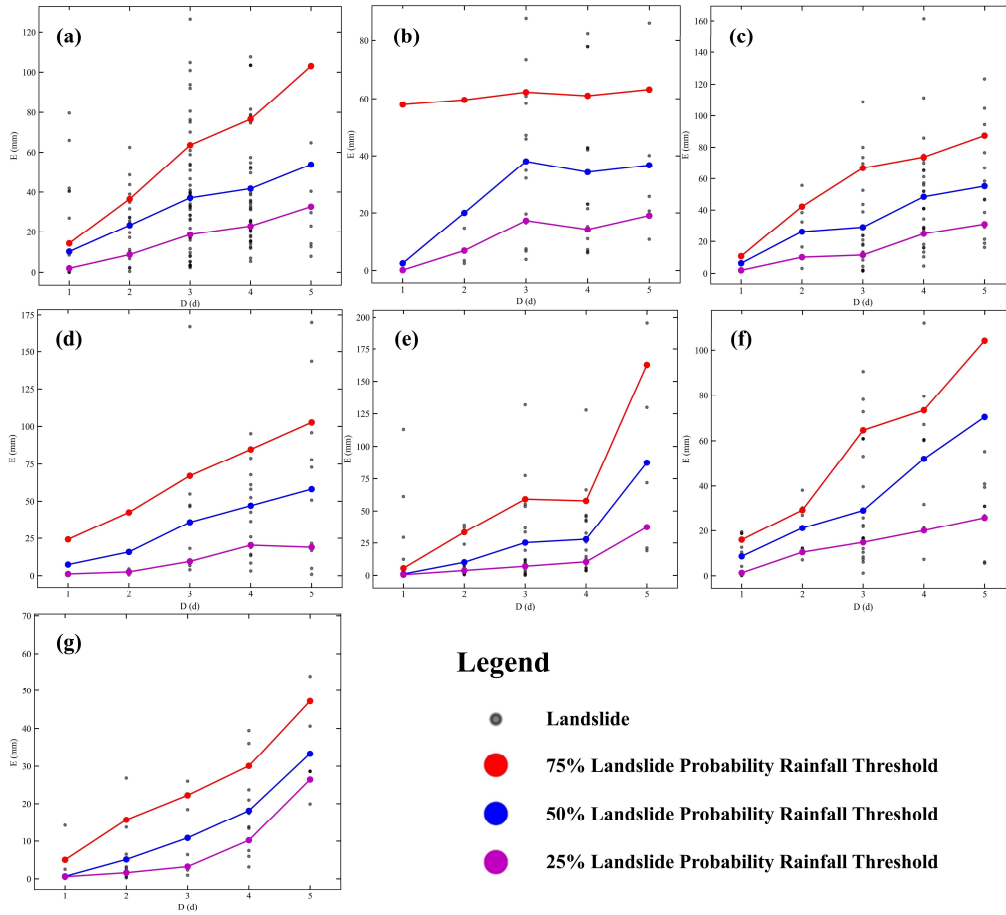 (a)
120
100
80
60
40
20
0
E (mm)
1 2 3 4 5
D (d)
(b)
80
60
40
20
0
E (mm)
1 2 3 4 5
D (d)
(c)
160
140
120
100
80
60
40
20
0
E (mm)
1 2 3 4 5
D (d)
(d)
175
150
125
100
75
50
25
0
E (mm)
1 2 3 4 5
D (d)
(e)
200
175
150
125
100
75
50
25
0
E (mm)
1 2 3 4 5
D (d)
(f)
100
80
60
40
20
0
E (mm)
1 2 3 4 5
D (d)
(g)
70
60
50
40
30
20
10
0
E (mm)
1 2 3 4 5
D (d)
Legend
Landslide
75% Landslide Probability Rainfall Threshold
50% Landslide Probability Rainfall Threshold
25% Landslide Probability Rainfall Threshold